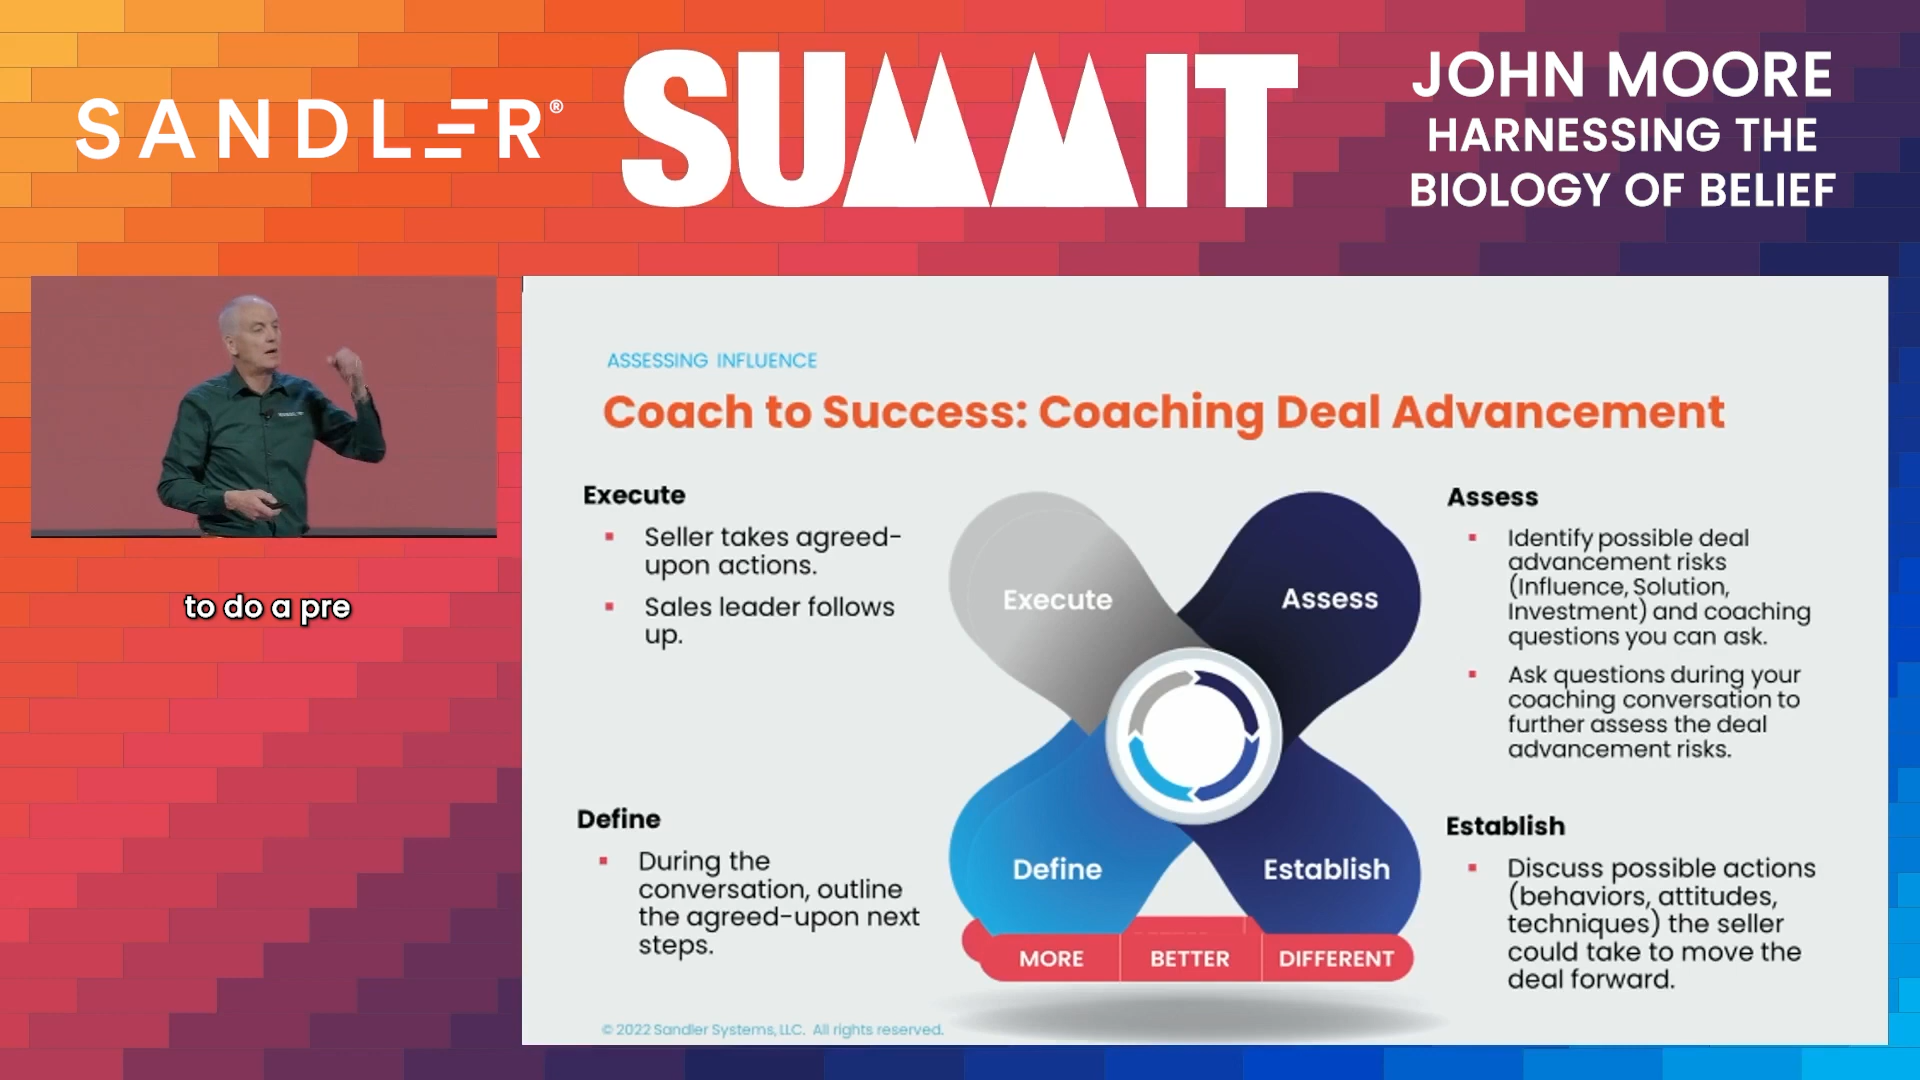 SANDLER®
SUMMIT
JOHN MOORE
HARNESSING THE
BIOLOGY OF BELIEF
to do a pre
ASSESSING INFLUENCE
Coach to Success: Coaching Deal Advancement
Execute
▪ Seller takes agreed-
upon actions.
▪ Sales leader follows
up.
Define
▪ During the
conversation, outline
the agreed-upon next
steps.
Execute
Assess
Define
Establish
MORE
BETTER
DIFFERENT
Assess
▪ Identify possible deal
advancement risks
(Influence, Solution,
Investment) and coaching
questions you can ask.
▪ Ask questions during your
coaching conversation to
further assess the deal
advancement risks.
Establish
▪ Discuss possible actions
(behaviors, attitudes,
techniques) the seller
could take to move the
deal forward.
© 2022 Sandler Systems, LLC. All rights reserved.